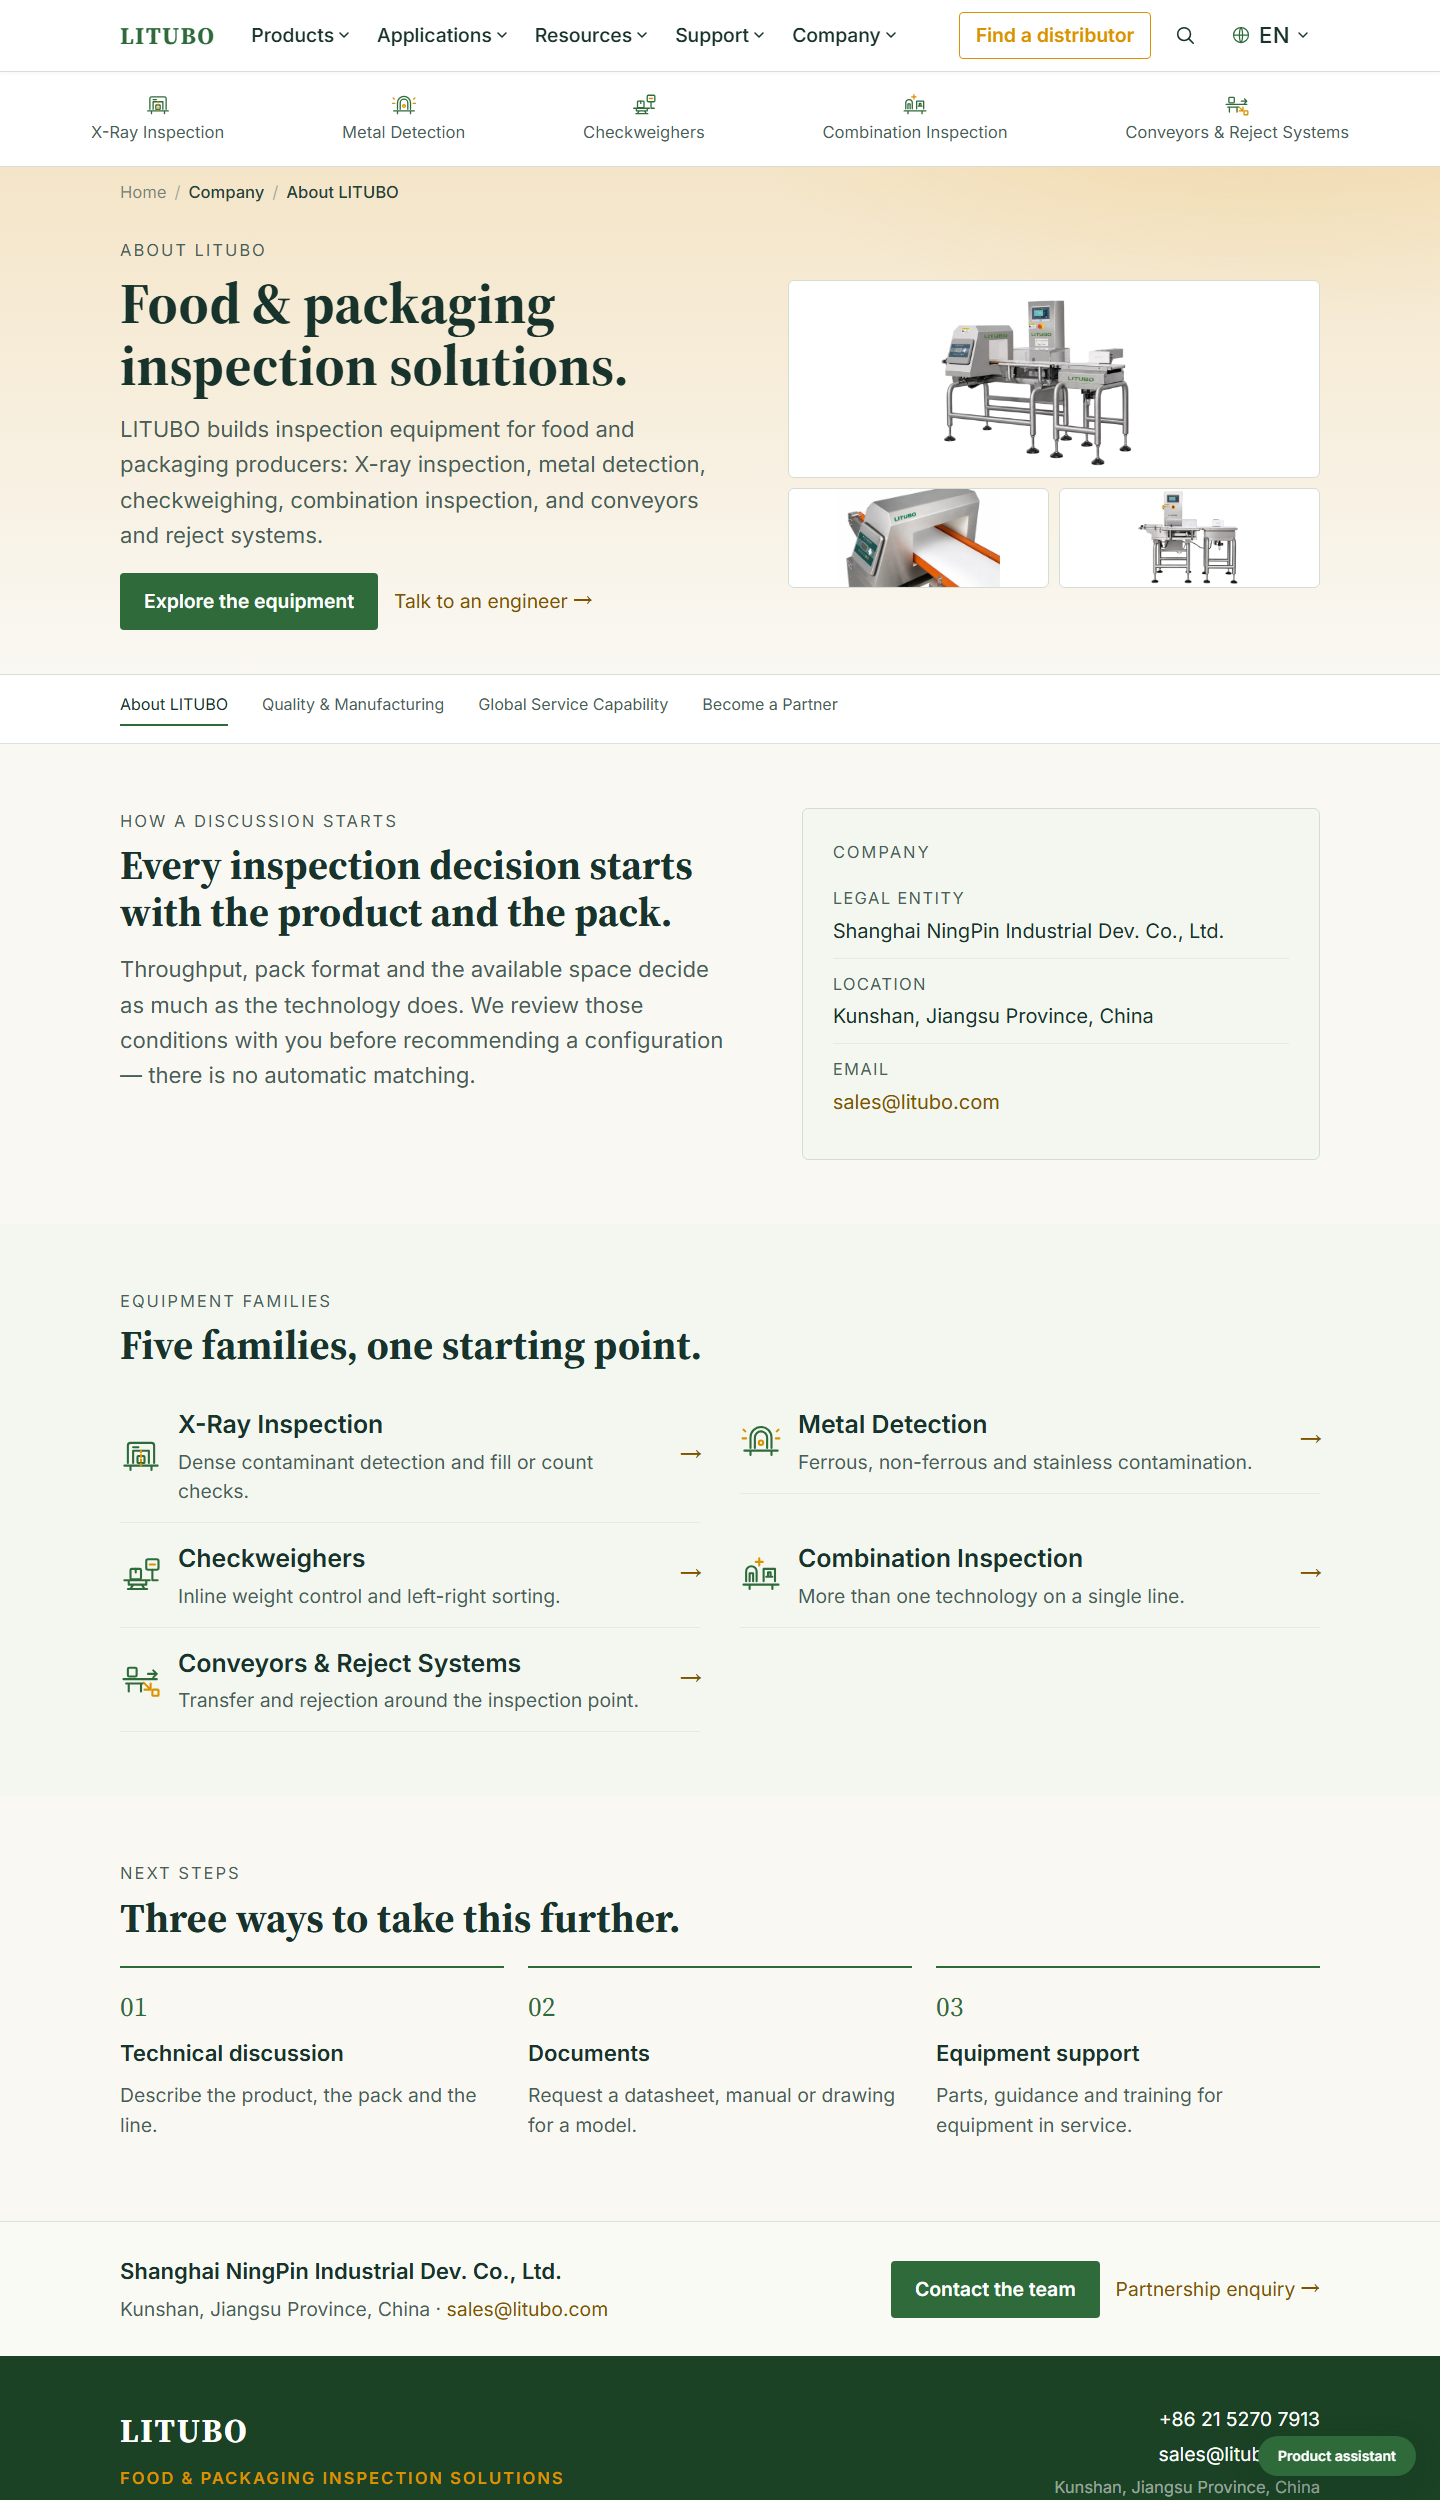 LITUBO
Products
Applications
Resources
Support
Company
Find a distributor
EN
X-Ray Inspection
Metal Detection
Checkweighers
Combination Inspection
Conveyors & Reject Systems
Home / Company / About LITUBO
ABOUT LITUBO
Food & packaging
inspection solutions.
LITUBO builds inspection equipment for food and
packaging producers: X-ray inspection, metal detection,
checkweighing, combination inspection, and conveyors
and reject systems.
Explore the equipment
Talk to an engineer →
LITUBO
LITUBO
LITUBO
LITUBO
About LITUBO
Quality & Manufacturing
Global Service Capability
Become a Partner
HOW A DISCUSSION STARTS
Every inspection decision starts
with the product and the pack.
Throughput, pack format and the available space decide
as much as the technology does. We review those
conditions with you before recommending a configuration
— there is no automatic matching.
COMPANY
LEGAL ENTITY
Shanghai NingPin Industrial Dev. Co., Ltd.
LOCATION
Kunshan, Jiangsu Province, China
EMAIL
sales@litubo.com
EQUIPMENT FAMILIES
Five families, one starting point.
X-Ray Inspection
Dense contaminant detection and fill or count
checks.
→
Metal Detection
Ferrous, non-ferrous and stainless contamination.
→
Checkweighers
Inline weight control and left-right sorting.
→
Combination Inspection
More than one technology on a single line.
→
Conveyors & Reject Systems
Transfer and rejection around the inspection point.
→
NEXT STEPS
Three ways to take this further.
01
Technical discussion
Describe the product, the pack and the
line.
02
Documents
Request a datasheet, manual or drawing
for a model.
03
Equipment support
Parts, guidance and training for
equipment in service.
Shanghai NingPin Industrial Dev. Co., Ltd.
Kunshan, Jiangsu Province, China · sales@litubo.com
Contact the team
Partnership enquiry →
LITUBO
FOOD & PACKAGING INSPECTION SOLUTIONS
+86 21 5270 7913
sales@litub
Product assistant
Kunshan, Jiangsu Province, China